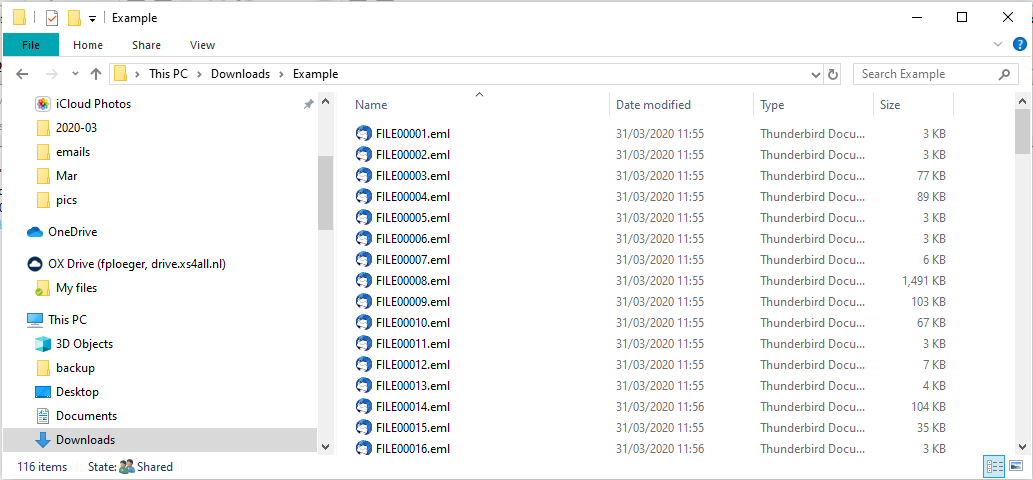 Example
File Home Share View
This PC Downloads Example Search Example
iCloud Photos
2020-03
emails
Mar
pics
OneDrive
OX Drive (fploeger, drive.xs4all.nl)
My files
This PC
3D Objects
backup
Desktop
Documents
Downloads
Name Date modified Type Size
FILE00001.eml 31/03/2020 11:55 Thunderbird Docu... 3 KB
FILE00002.eml 31/03/2020 11:55 Thunderbird Docu... 3 KB
FILE00003.eml 31/03/2020 11:55 Thunderbird Docu... 77 KB
FILE00004.eml 31/03/2020 11:55 Thunderbird Docu... 89 KB
FILE00005.eml 31/03/2020 11:55 Thunderbird Docu... 3 KB
FILE00006.eml 31/03/2020 11:55 Thunderbird Docu... 3 KB
FILE00007.eml 31/03/2020 11:55 Thunderbird Docu... 6 KB
FILE00008.eml 31/03/2020 11:55 Thunderbird Docu... 1,491 KB
FILE00009.eml 31/03/2020 11:55 Thunderbird Docu... 103 KB
FILE00010.eml 31/03/2020 11:55 Thunderbird Docu... 67 KB
FILE00011.eml 31/03/2020 11:55 Thunderbird Docu... 3 KB
FILE00012.eml 31/03/2020 11:55 Thunderbird Docu... 7 KB
FILE00013.eml 31/03/2020 11:55 Thunderbird Docu... 4 KB
FILE00014.eml 31/03/2020 11:56 Thunderbird Docu... 104 KB
FILE00015.eml 31/03/2020 11:55 Thunderbird Docu... 35 KB
FILE00016.eml 31/03/2020 11:56 Thunderbird Docu... 3 KB
116 items State: Shared